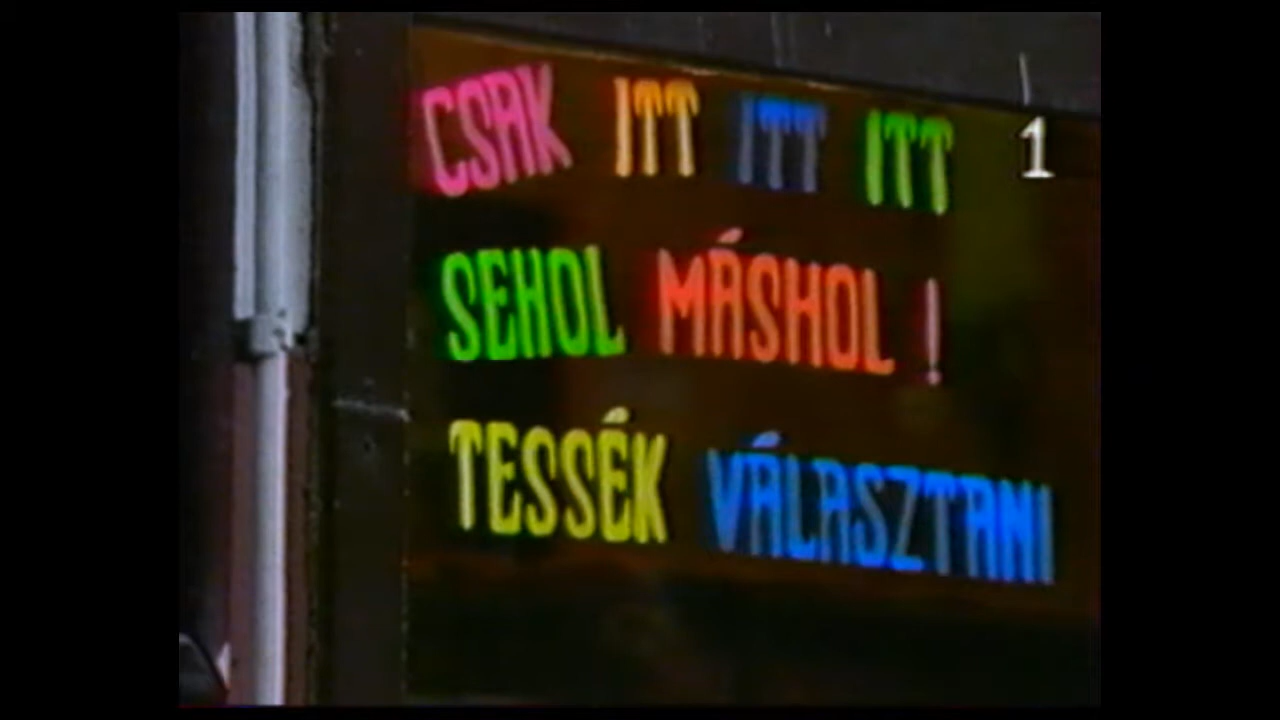 CSAK ITT ITT ITT
1
SEHOL MÁSHOL !
TESSÉK VÁLASZTANI